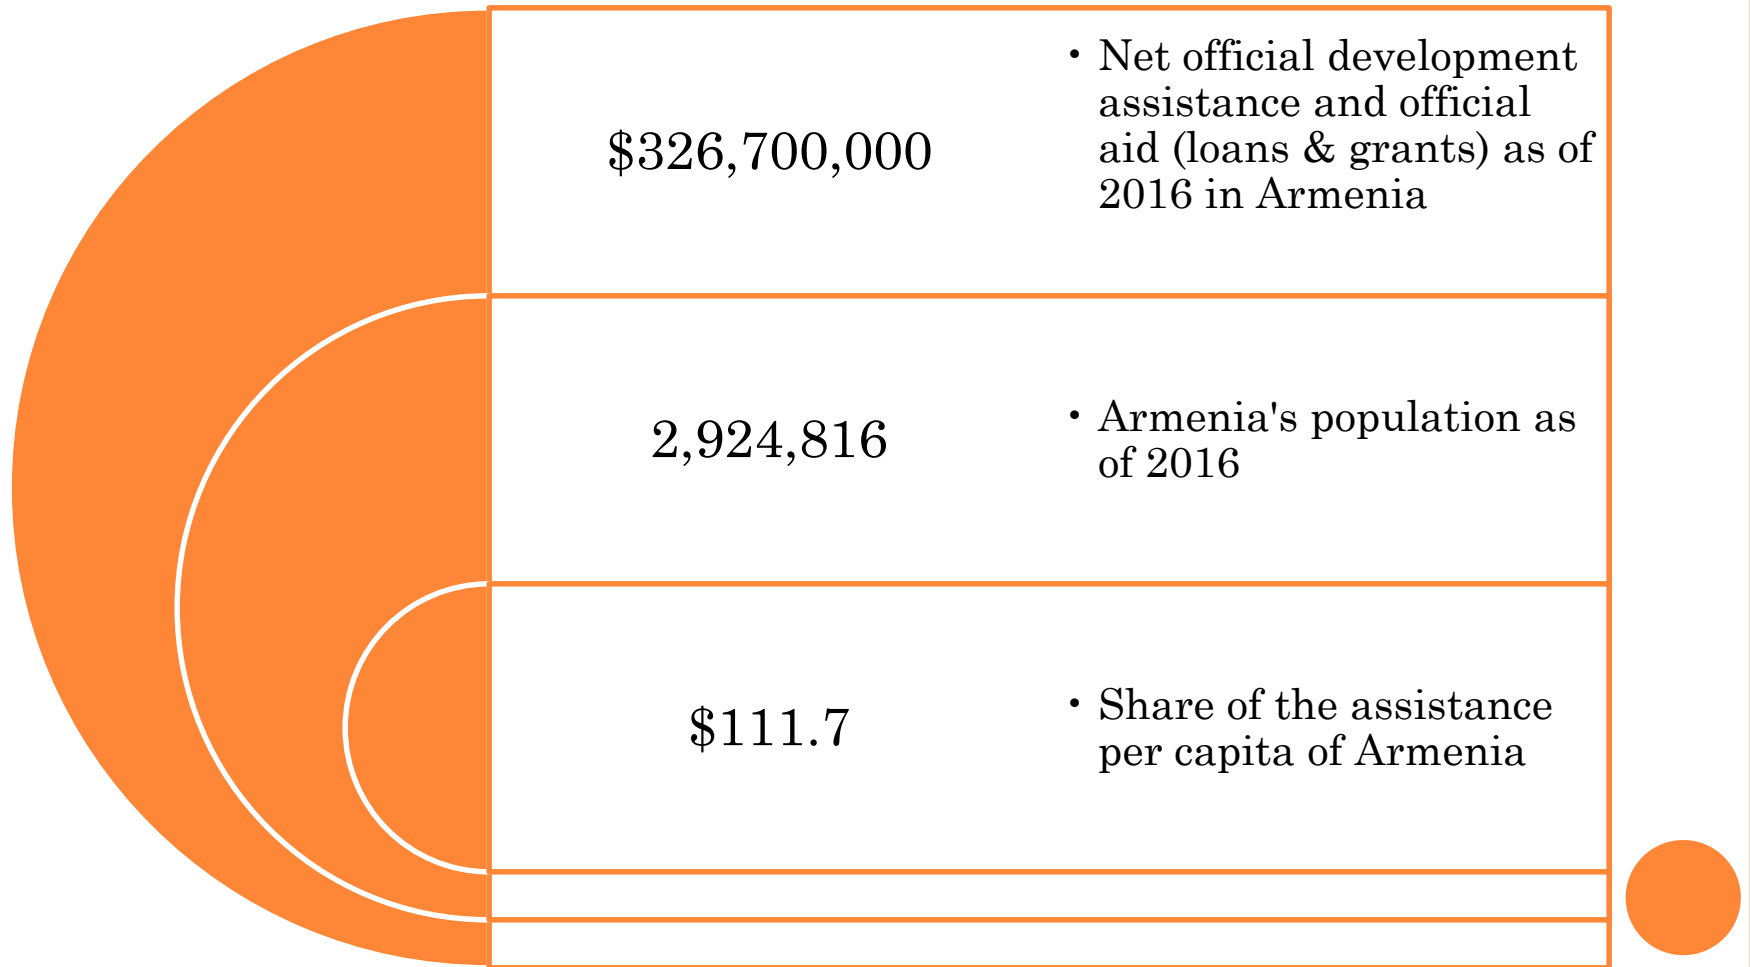 $326,700,000
• Net official development
assistance and official
aid (loans & grants) as of
2016 in Armenia
2,924,816
• Armenia's population as
of 2016
$111.7
• Share of the assistance
per capita of Armenia